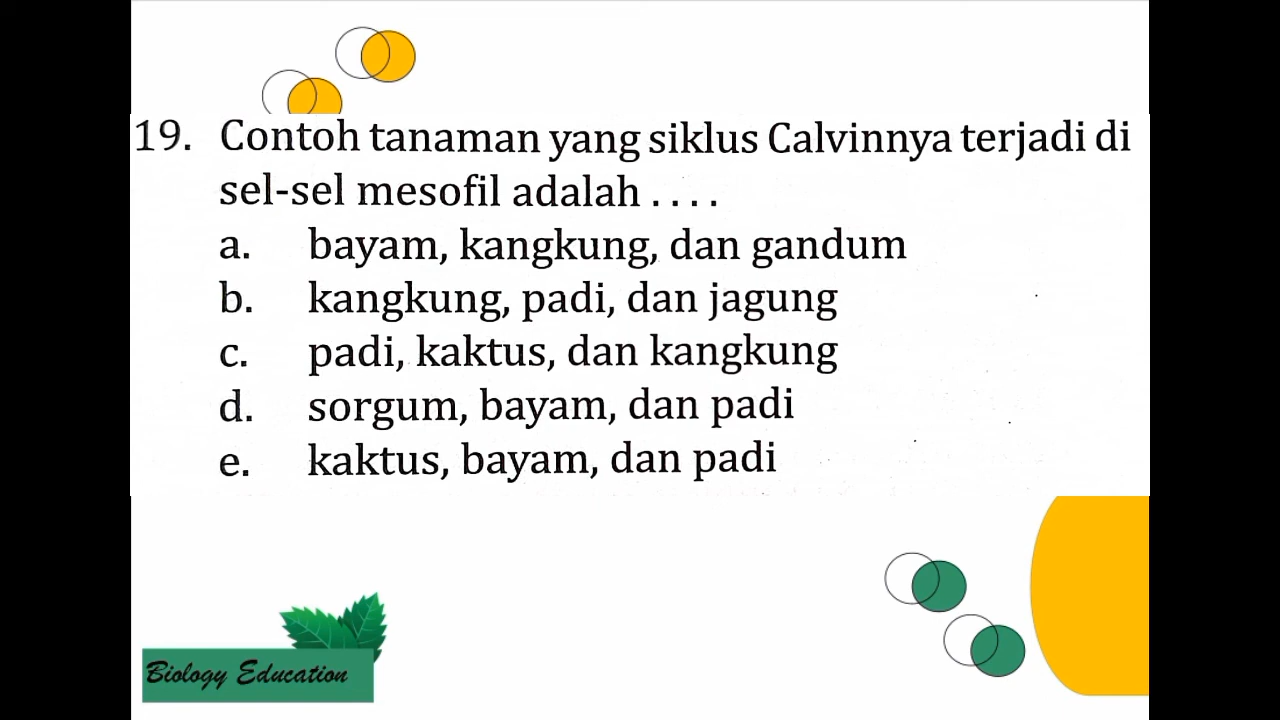 19. Contoh tanaman yang siklus Calvinnya terjadi di
sel-sel mesofil adalah . . . .
a. bayam, kangkung, dan gandum
b. kangkung, padi, dan jagung
c. padi, kaktus, dan kangkung
d. sorgum, bayam, dan padi
e. kaktus, bayam, dan padi
Biology Education